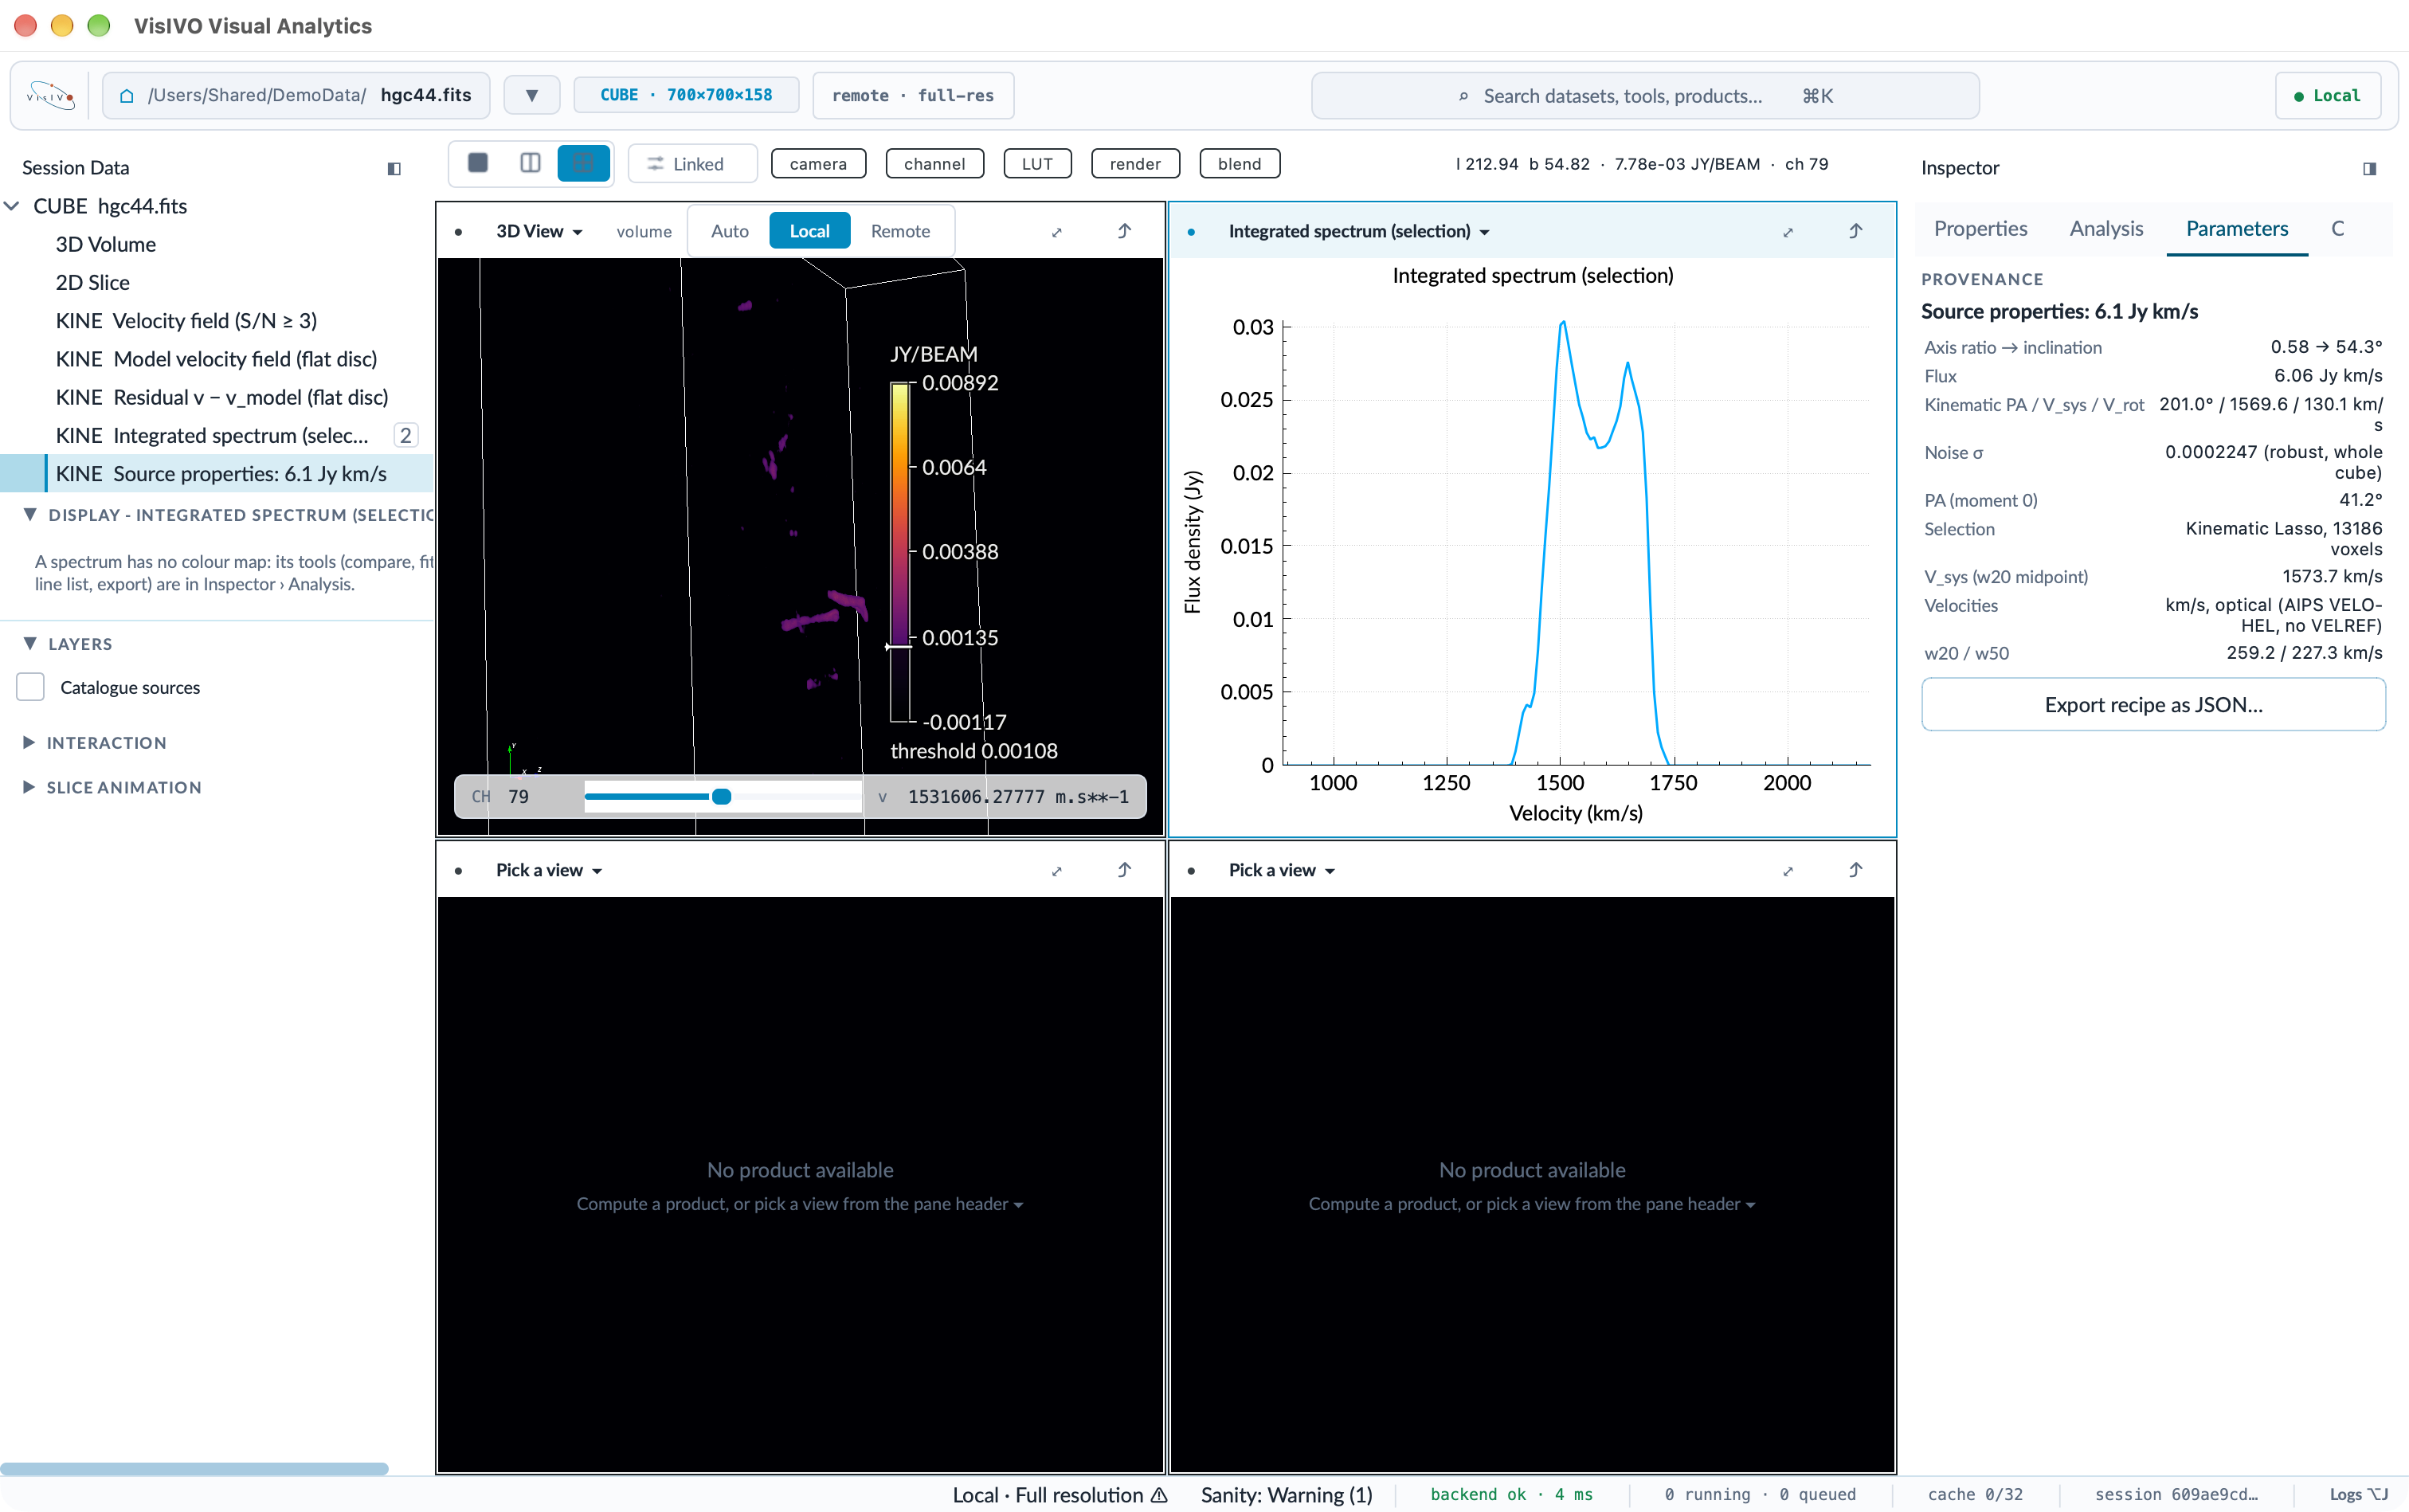 VisIVO Visual Analytics
VisIVO
/Users/Shared/DemoData/ hgc44.fits
▼
CUBE · 700×700×158
remote · full-res
Search datasets, tools, products... ⌘K
● Local
Session Data
Linked
camera
channel
LUT
render
blend
l 212.94 b 54.82 · 7.78e-03 JY/BEAM · ch 79
Inspector
CUBE hgc44.fits
3D Volume
2D Slice
KINE Velocity field (S/N ≥ 3)
KINE Model velocity field (flat disc)
KINE Residual v − v_model (flat disc)
KINE Integrated spectrum (selec... 2
KINE Source properties: 6.1 Jy km/s
▼ DISPLAY - INTEGRATED SPECTRUM (SELECTIO
A spectrum has no colour map: its tools (compare, fit
line list, export) are in Inspector › Analysis.
▼ LAYERS
Catalogue sources
▶ INTERACTION
▶ SLICE ANIMATION
3D View
volume
Auto
Local
Remote
JY/BEAM
0.00892
0.0064
0.00388
0.00135
-0.00117
threshold 0.00108
Y
X
Z
CH 79
v 1531606.27777 m.s**-1
Integrated spectrum (selection)
Integrated spectrum (selection)
0.03
0.025
0.02
0.015
0.01
0.005
0
Flux density (Jy)
1000 1250 1500 1750 2000
Velocity (km/s)
Pick a view
No product available
Compute a product, or pick a view from the pane header
Pick a view
No product available
Compute a product, or pick a view from the pane header
Properties Analysis Parameters C
PROVENANCE
Source properties: 6.1 Jy km/s
Axis ratio → inclination 0.58 → 54.3°
Flux 6.06 Jy km/s
Kinematic PA / V_sys / V_rot 201.0° / 1569.6 / 130.1 km/
s
Noise σ 0.0002247 (robust, whole
cube)
PA (moment 0) 41.2°
Selection Kinematic Lasso, 13186
voxels
V_sys (w20 midpoint) 1573.7 km/s
Velocities km/s, optical (AIPS VELO-
HEL, no VELREF)
w20 / w50 259.2 / 227.3 km/s
Export recipe as JSON...
Local · Full resolution ⚠ Sanity: Warning (1) backend ok · 4 ms 0 running · 0 queued cache 0/32 session 609ae9cd… Logs ⌥J